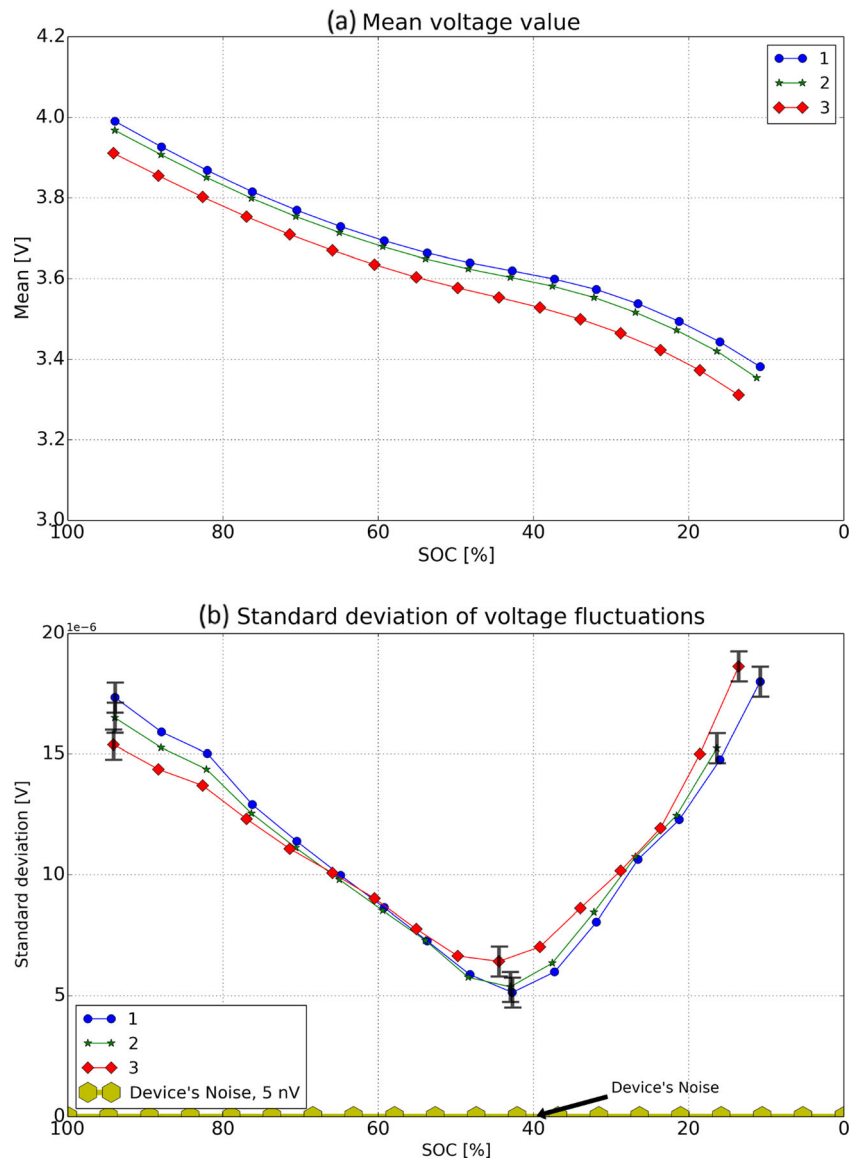 (a) Mean voltage value
4.2
4.0
3.8
3.6
3.4
3.2
3.0
Mean [V]
1
2
3
100 80 60 40 20 0
SOC [%]
(b) Standard deviation of voltage fluctuations
1e-6
20
15
10
5
0
Standard deviation [V]
1
2
3
Device's Noise, 5 nV
Device's Noise
100 80 60 40 20 0
SOC [%]